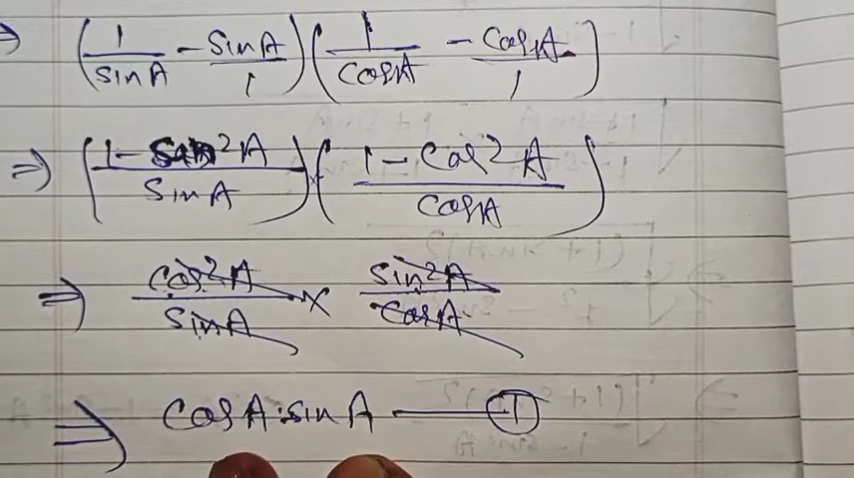 ⇒ (1/sinA - sinA/1) (1/cosA - cosA/1)
⇒ (1 - sin²A / sinA) (1 - cos²A / cosA)
⇒ cos²A/sinA × sin²A/cosA
⇒ cosA·sinA — ①